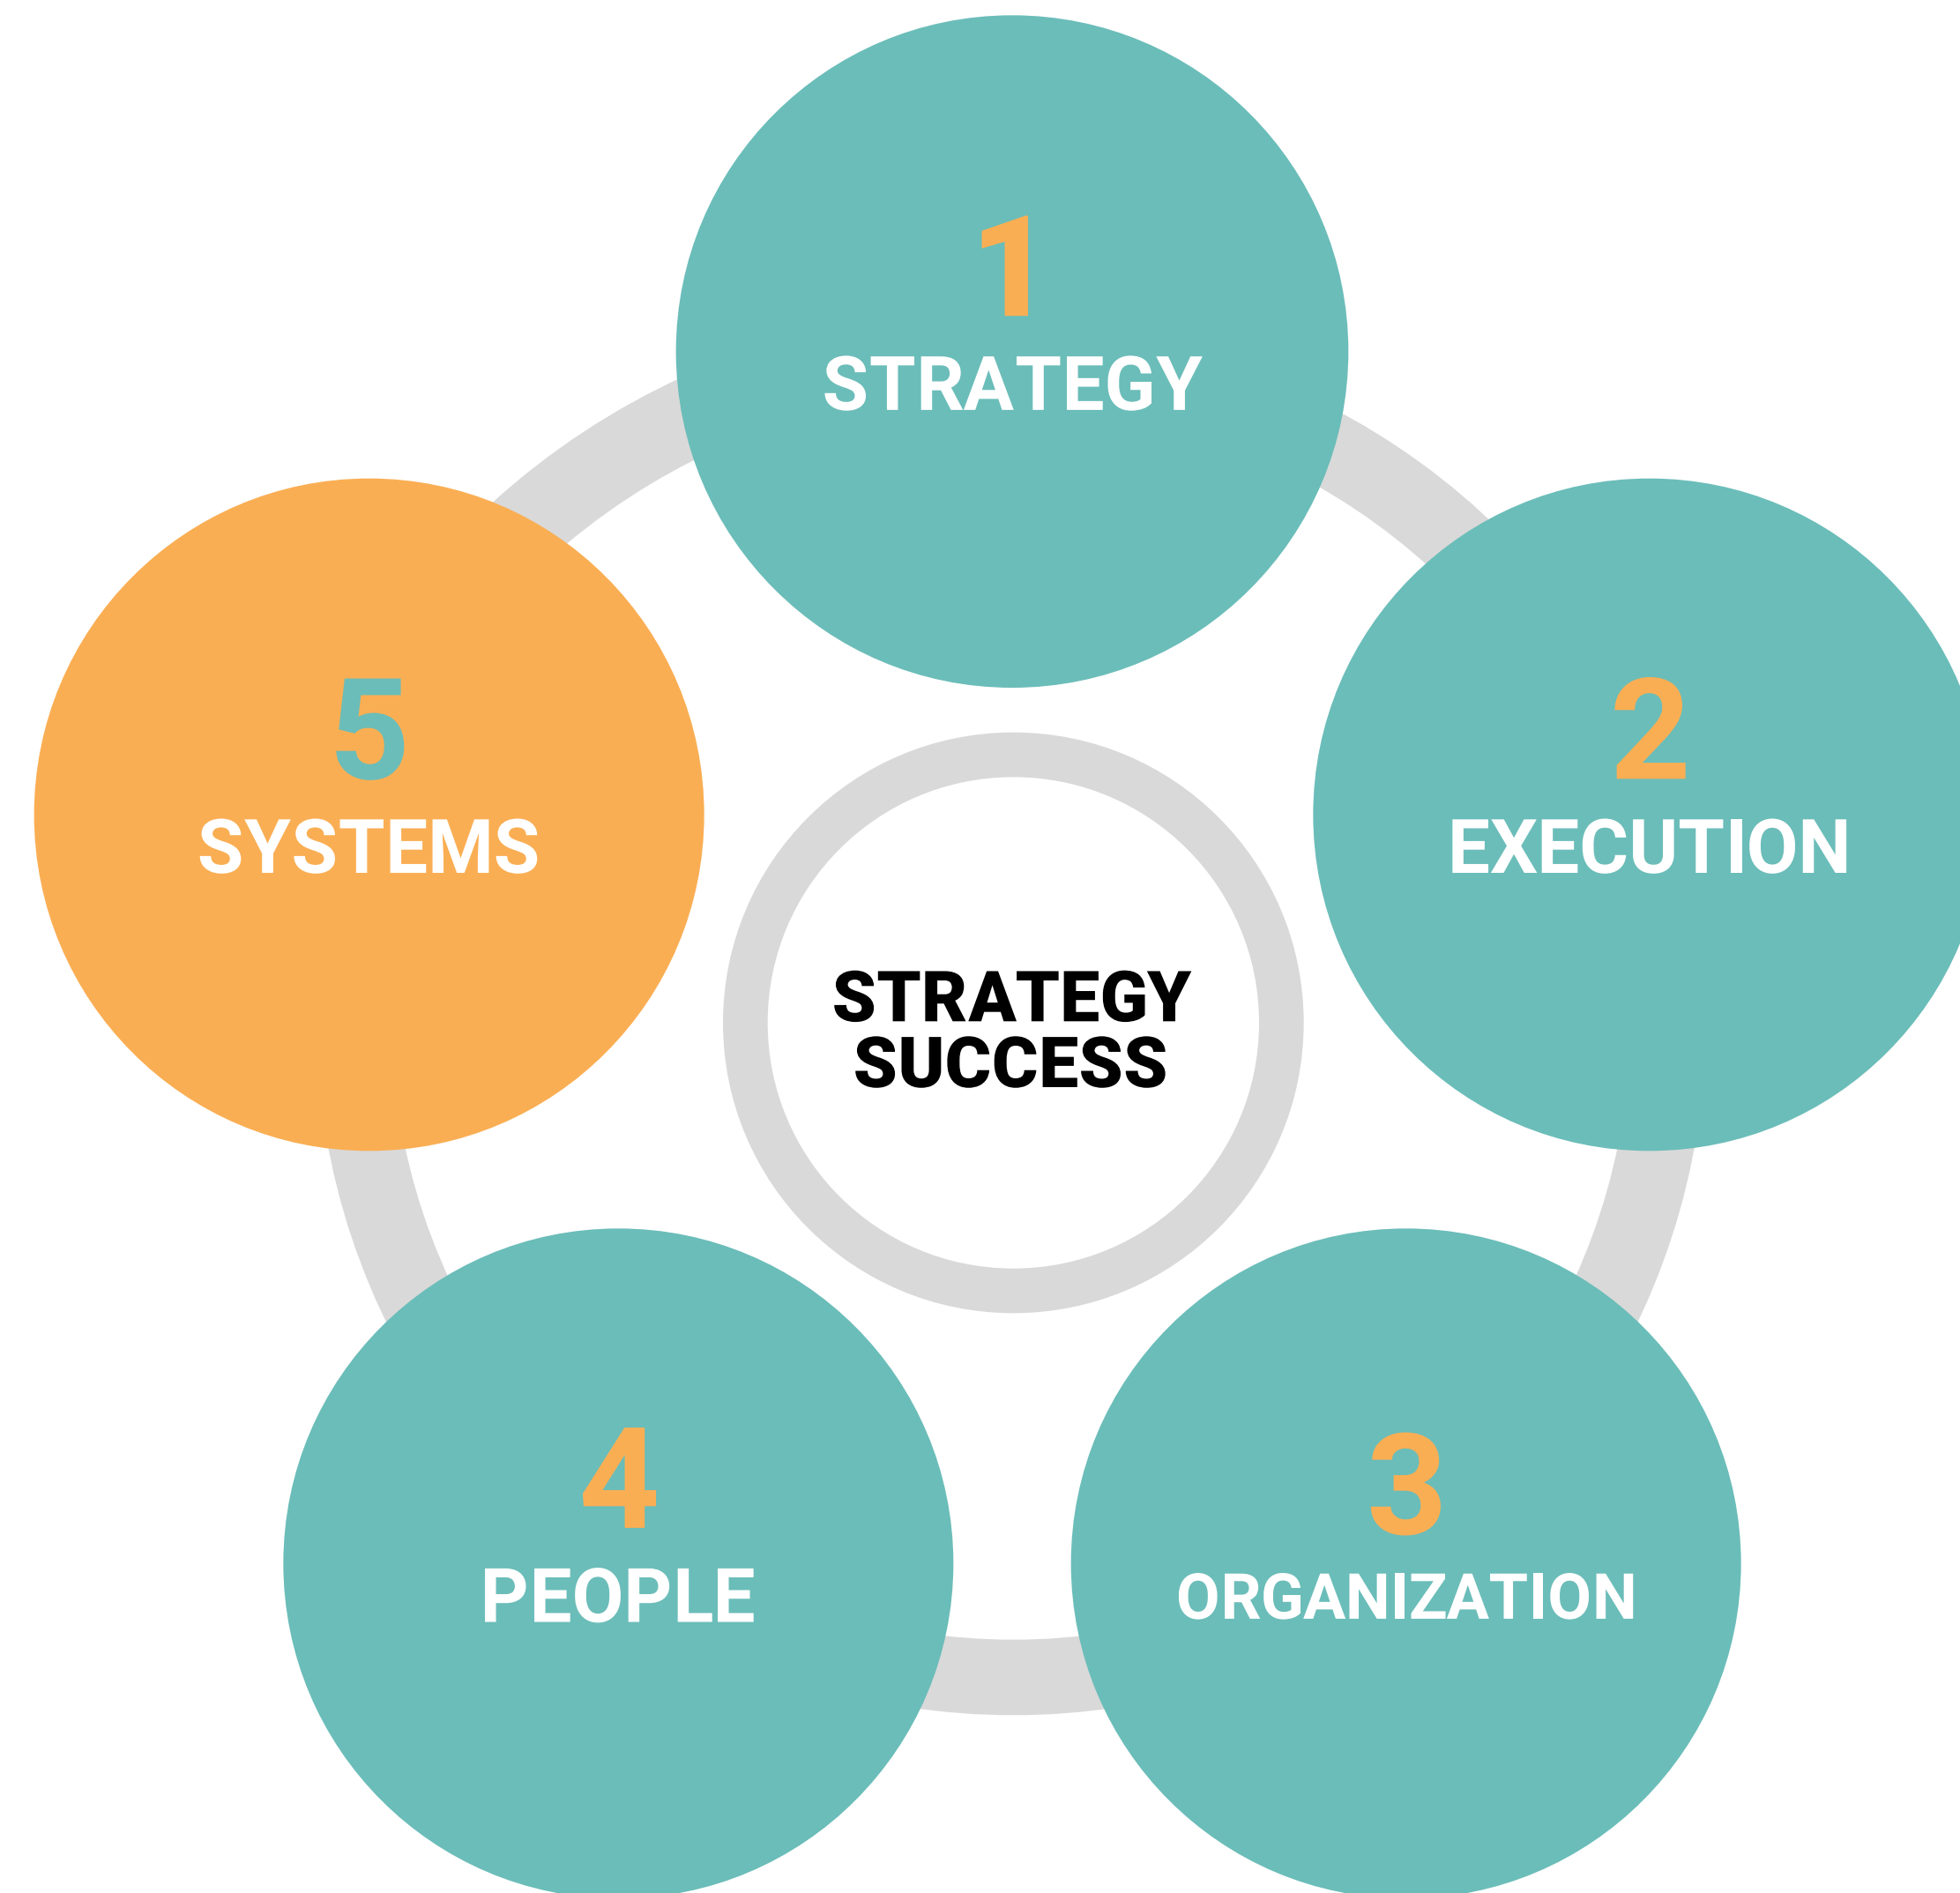 1
STRATEGY
2
EXECUTION
3
ORGANIZATION
4
PEOPLE
5
SYSTEMS
STRATEGY
SUCCESS